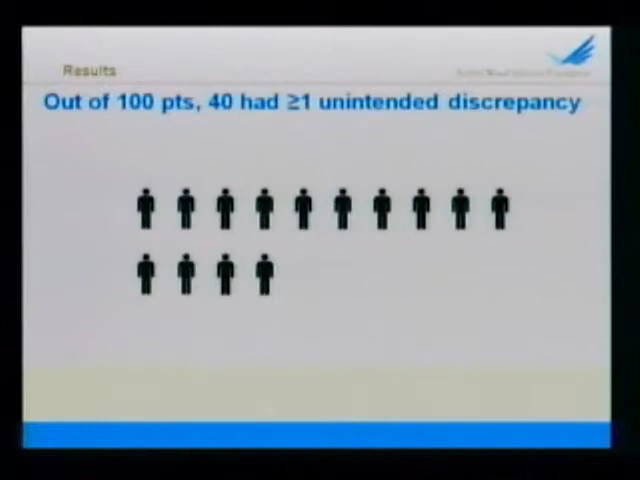 Results
Out of 100 pts, 40 had ≥1 unintended discrepancy